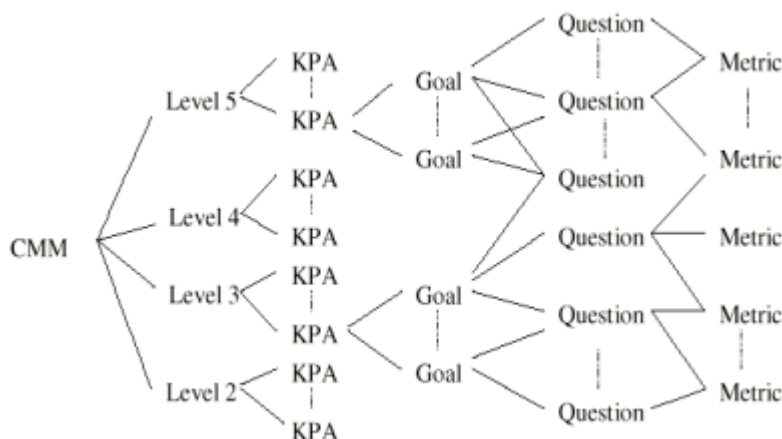 Question
KPA
Goal
Metric
Level 5
KPA
Question
Goal
Metric
KPA
Question
Level 4
KPA
Question
Metric
CMM
KPA
Level 3
Goal
Question
Metric
KPA
KPA
Goal
Level 2
Metric
Question
KPA